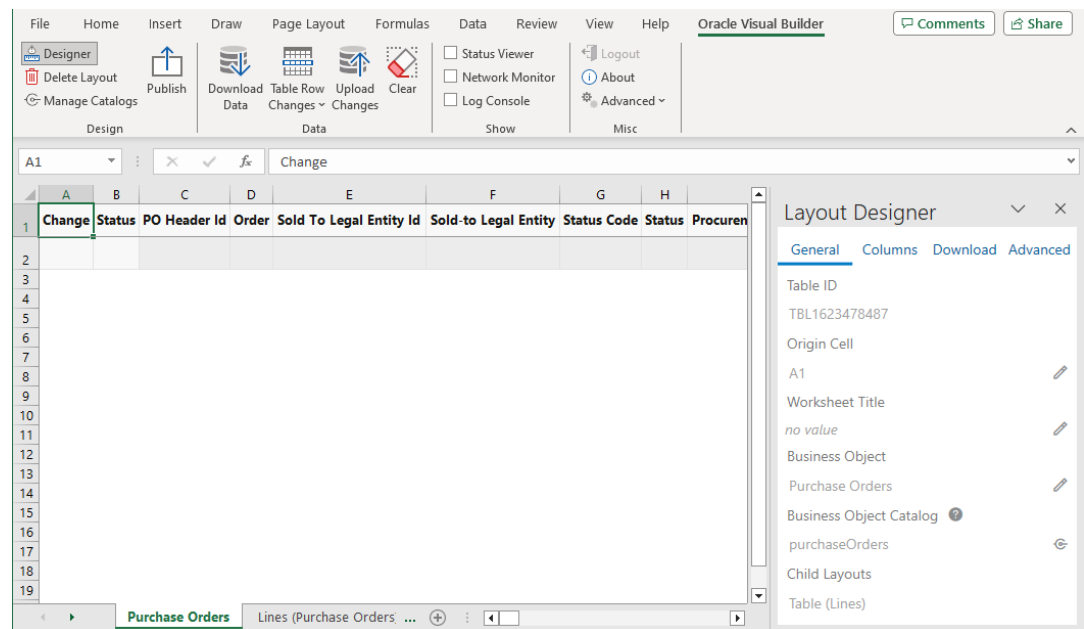 File Home Insert Draw Page Layout Formulas Data Review View Help Oracle Visual Builder Comments Share
Designer
Delete Layout
Manage Catalogs
Publish
Design
Download Data
Table Row Changes
Upload Changes
Clear
Data
Status Viewer
Network Monitor
Log Console
Show
Logout
About
Advanced
Misc
A1 fx Change
A B C D E F G H
1 Change Status PO Header Id Order Sold To Legal Entity Id Sold-to Legal Entity Status Code Status Procuren
2
3
4
5
6
7
8
9
10
11
12
13
14
15
16
17
18
19
Purchase Orders Lines (Purchase Orders) ...
Layout Designer
General Columns Download Advanced
Table ID
TBL1623478487
Origin Cell
A1
Worksheet Title
no value
Business Object
Purchase Orders
Business Object Catalog ?
purchaseOrders
Child Layouts
Table (Lines)